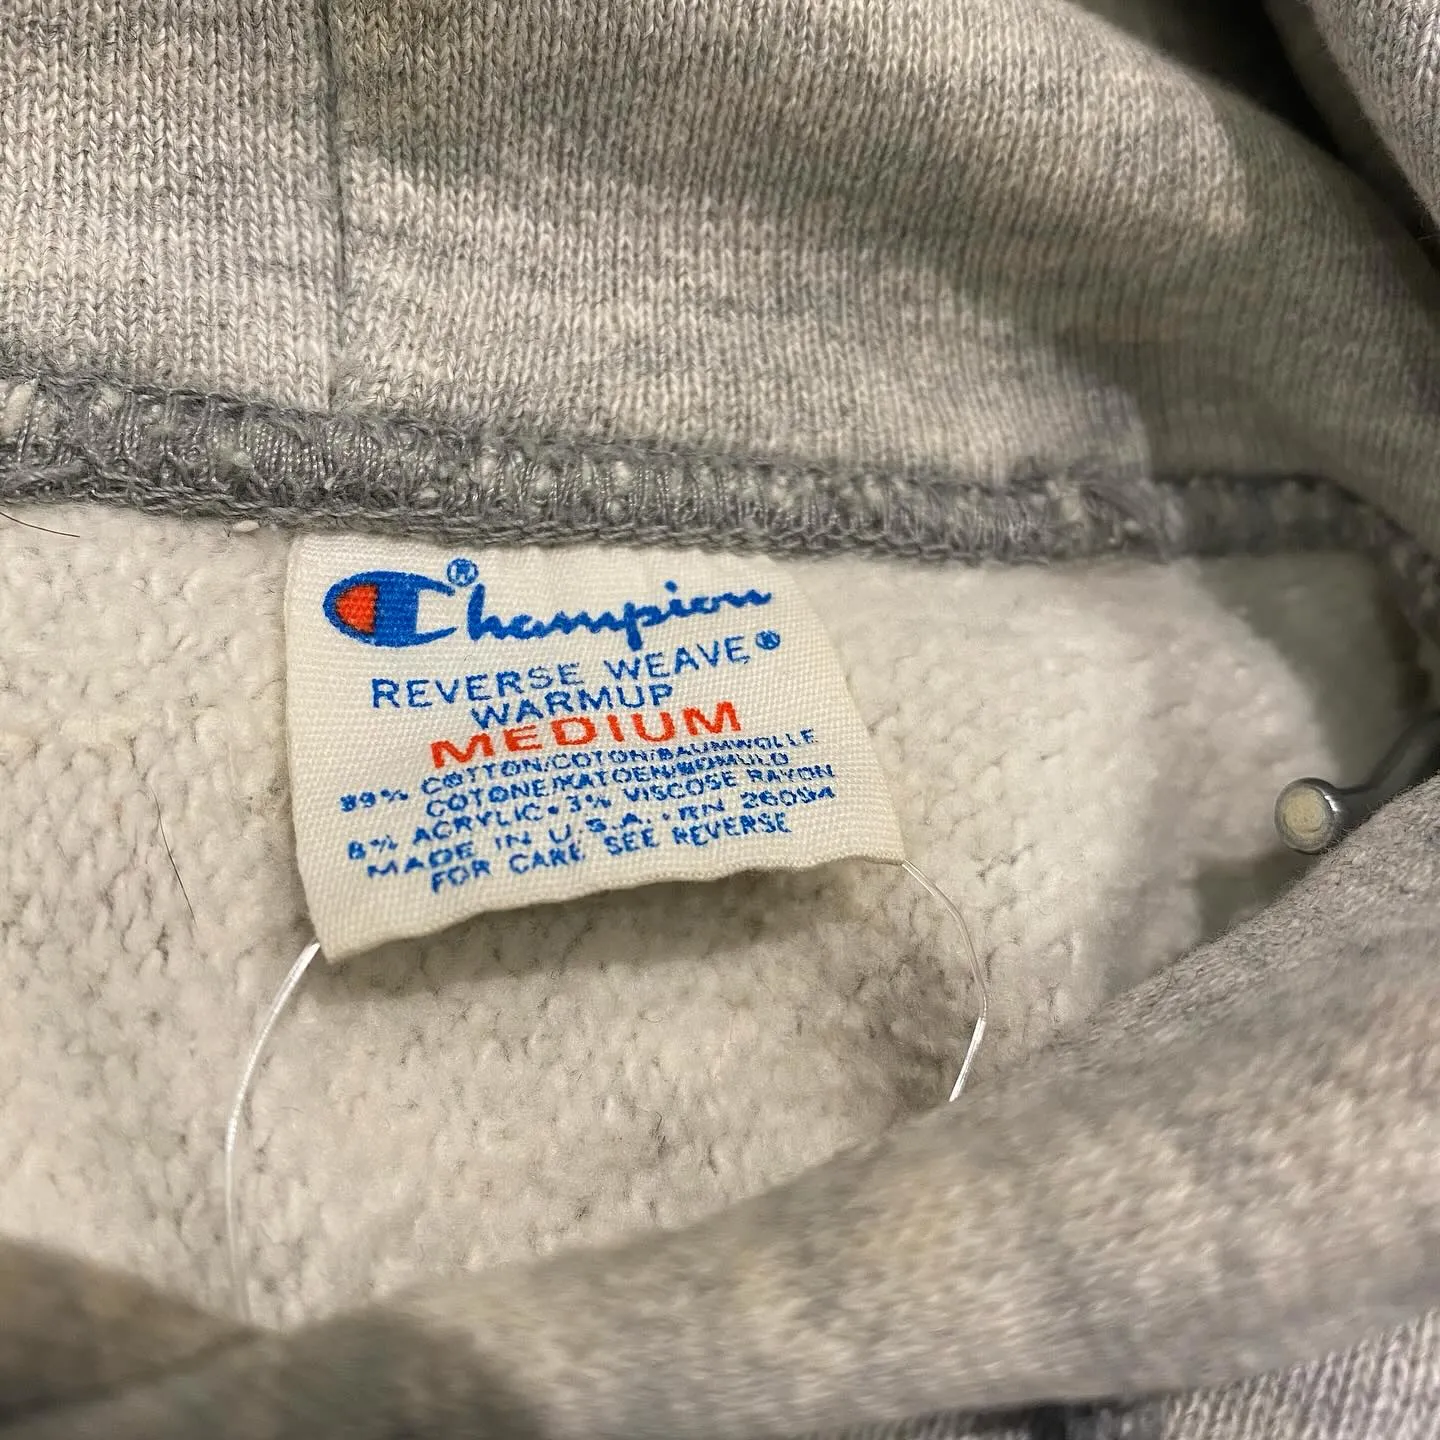 Champion®
REVERSE WEAVE®
WARMUP
MEDIUM
89% COTTON/COTON/BAUMWOLLE
COTONE/KATOEN/BOMULD
8% ACRYLIC • 3% VISCOSE RAYON
MADE IN U.S.A. • RN 26094
FOR CARE SEE REVERSE